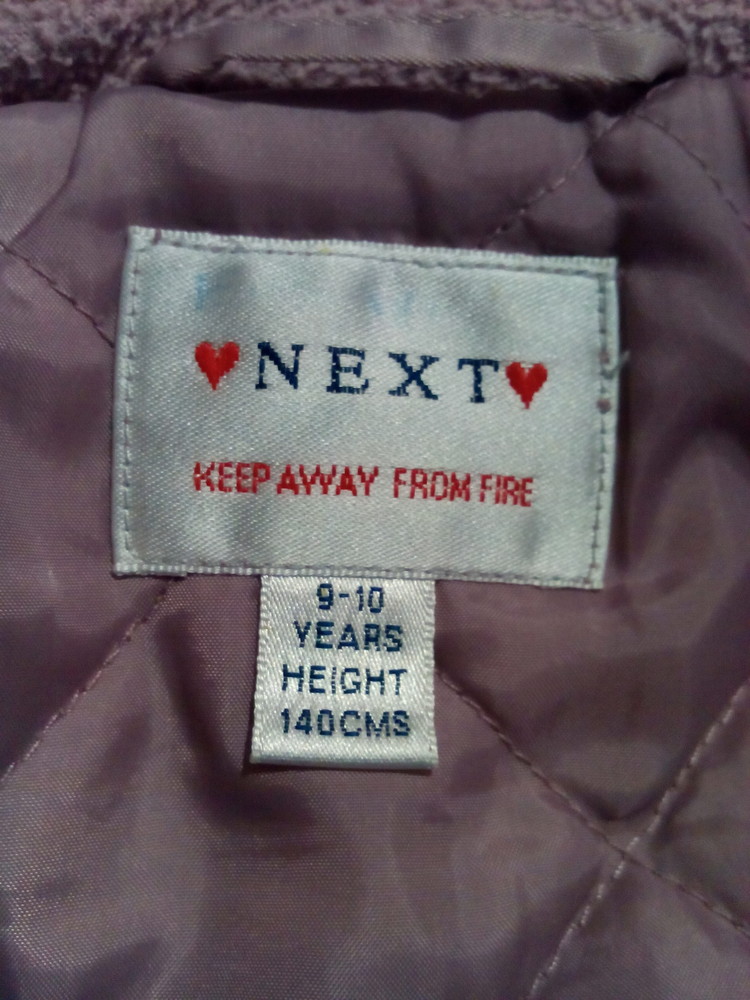 NEXT
KEEP AWAY FROM FIRE
9-10
YEARS
HEIGHT
140CMS